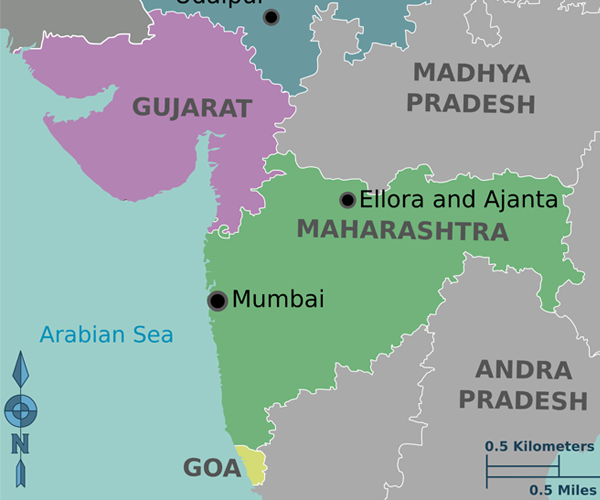 Udaipur
MADHYA
PRADESH
GUJARAT
Ellora and Ajanta
MAHARASHTRA
Mumbai
Arabian Sea
ANDRA
PRADESH
N
GOA
0.5 Kilometers
0.5 Miles